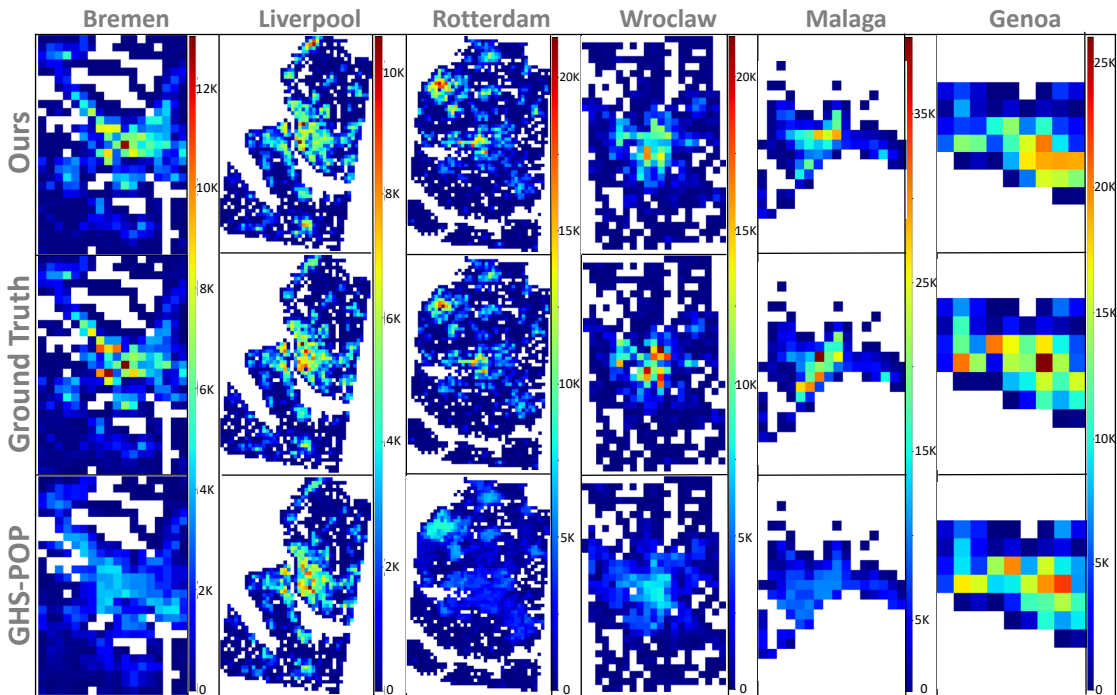 Bremen
Liverpool
Rotterdam
Wroclaw
Malaga
Genoa
Ours
Ground Truth
GHS-POP
12K
10K
8K
6K
4K
2K
0
10K
8K
6K
4K
2K
0
20K
15K
10K
5K
0
20K
15K
10K
5K
0
35K
25K
15K
5K
0
25K
20K
15K
10K
5K
0